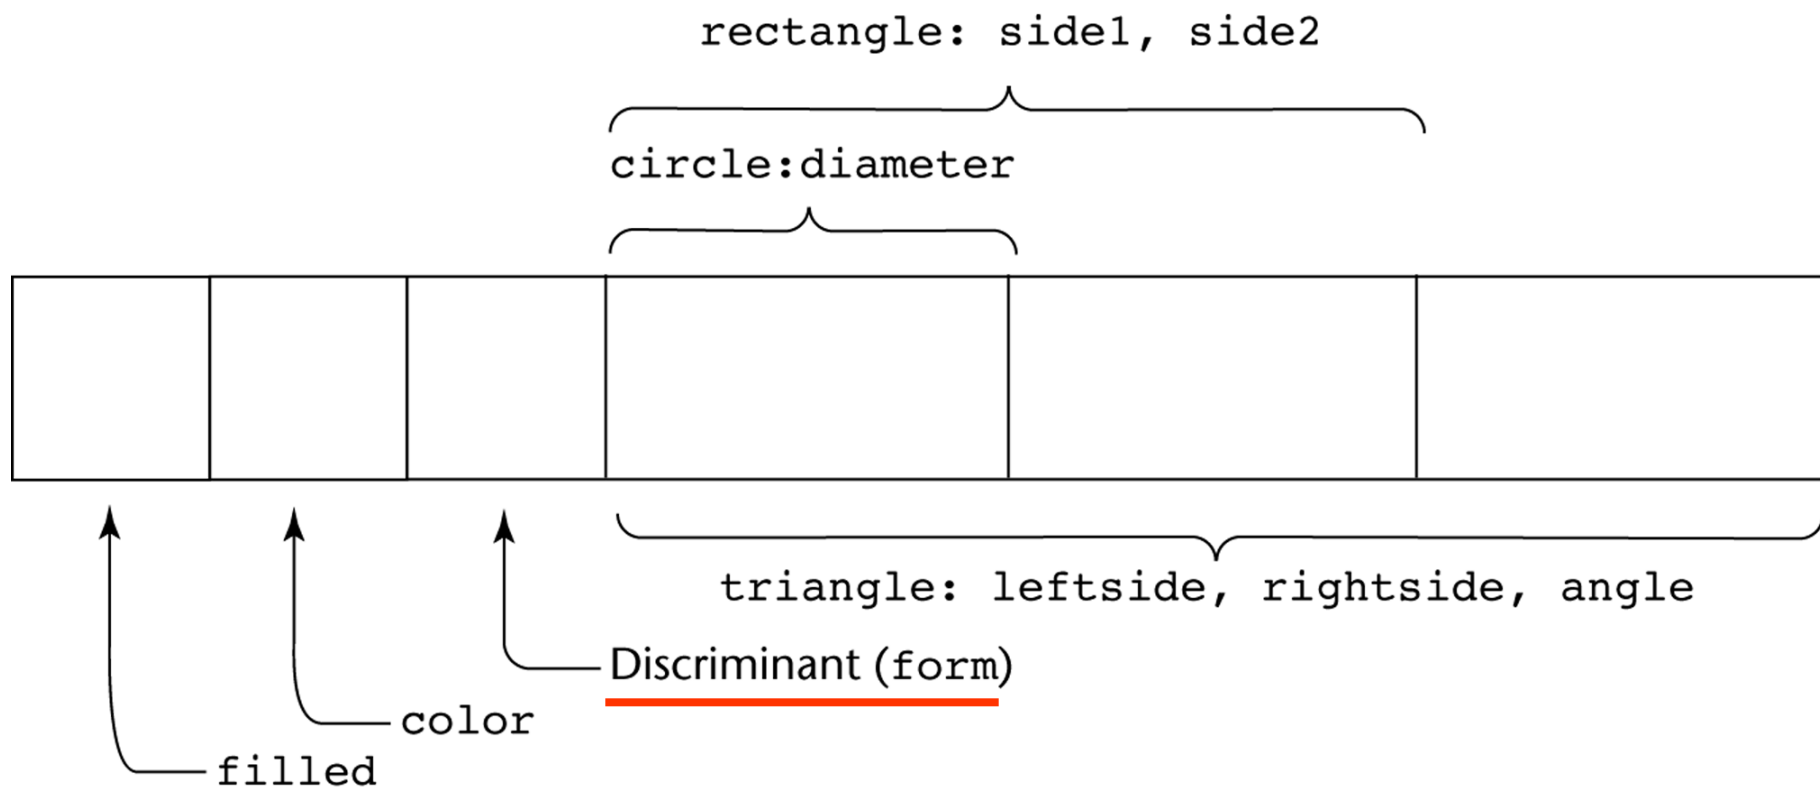 rectangle: side1, side2
circle:diameter
triangle: leftside, rightside, angle
Discriminant (form)
color
filled